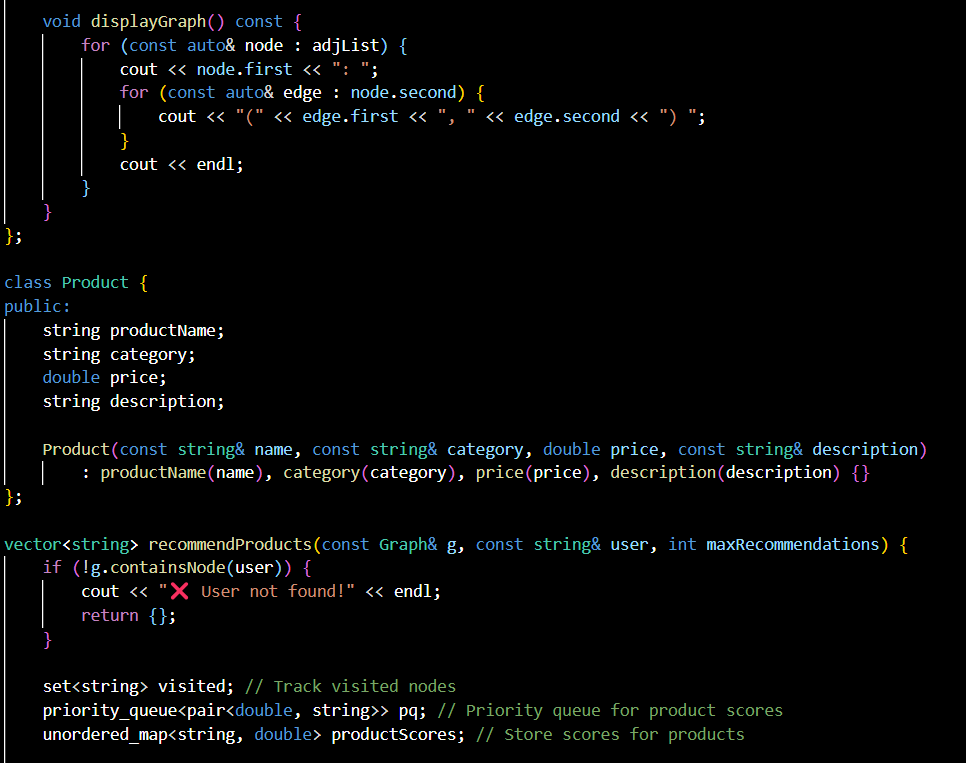 void displayGraph() const {
        for (const auto& node : adjList) {
            cout << node.first << ": ";
            for (const auto& edge : node.second) {
                cout << "(" << edge.first << ", " << edge.second << ") ";
            }
            cout << endl;
        }
    }
};

class Product {
public:
    string productName;
    string category;
    double price;
    string description;

    Product(const string& name, const string& category, double price, const string& description)
        : productName(name), category(category), price(price), description(description) {}
};

vector<string> recommendProducts(const Graph& g, const string& user, int maxRecommendations) {
    if (!g.containsNode(user)) {
        cout << "❌ User not found!" << endl;
        return {};
    }

    set<string> visited; // Track visited nodes
    priority_queue<pair<double, string>> pq; // Priority queue for product scores
    unordered_map<string, double> productScores; // Store scores for products